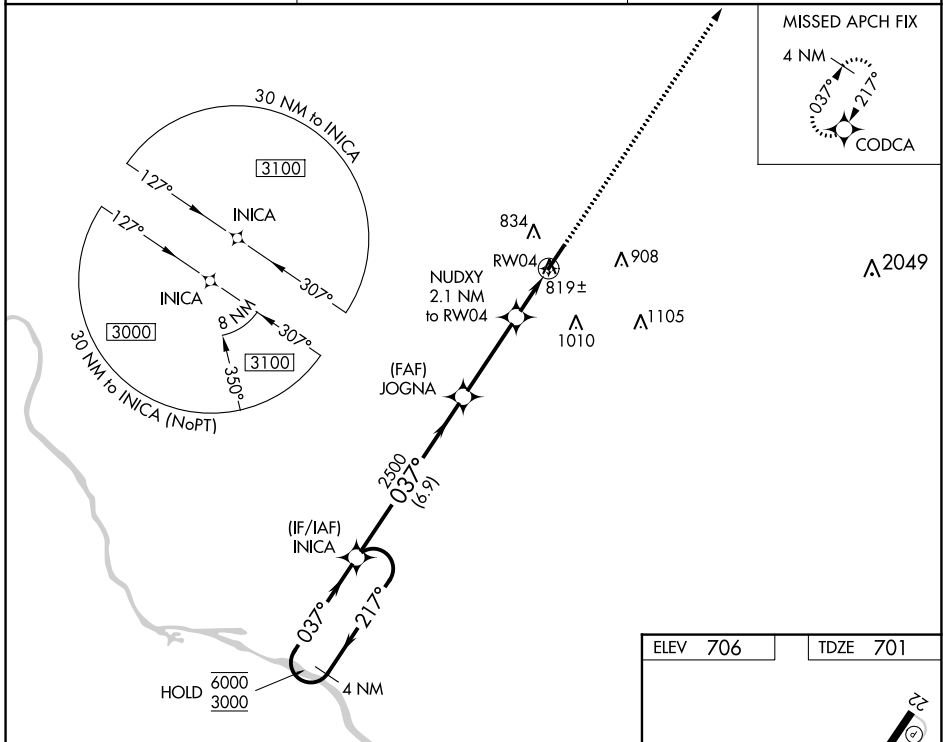 MISSED APCH FIX
4 NM
037°
217°
CODCA
30 NM to INICA
3100
127°
INICA
307°
127°
INICA
307°
8 NM
3000
3100
350°
30 NM to INICA (NoPT)
834
RW04
819±
908
2049
NUDXY
2.1 NM
to RW04
1010
1105
(FAF)
JOGNA
2500
037°
(6.9)
(IF/IAF)
INICA
037°
217°
HOLD
6000
3000
4 NM
ELEV 706
TDZE 701
22
P